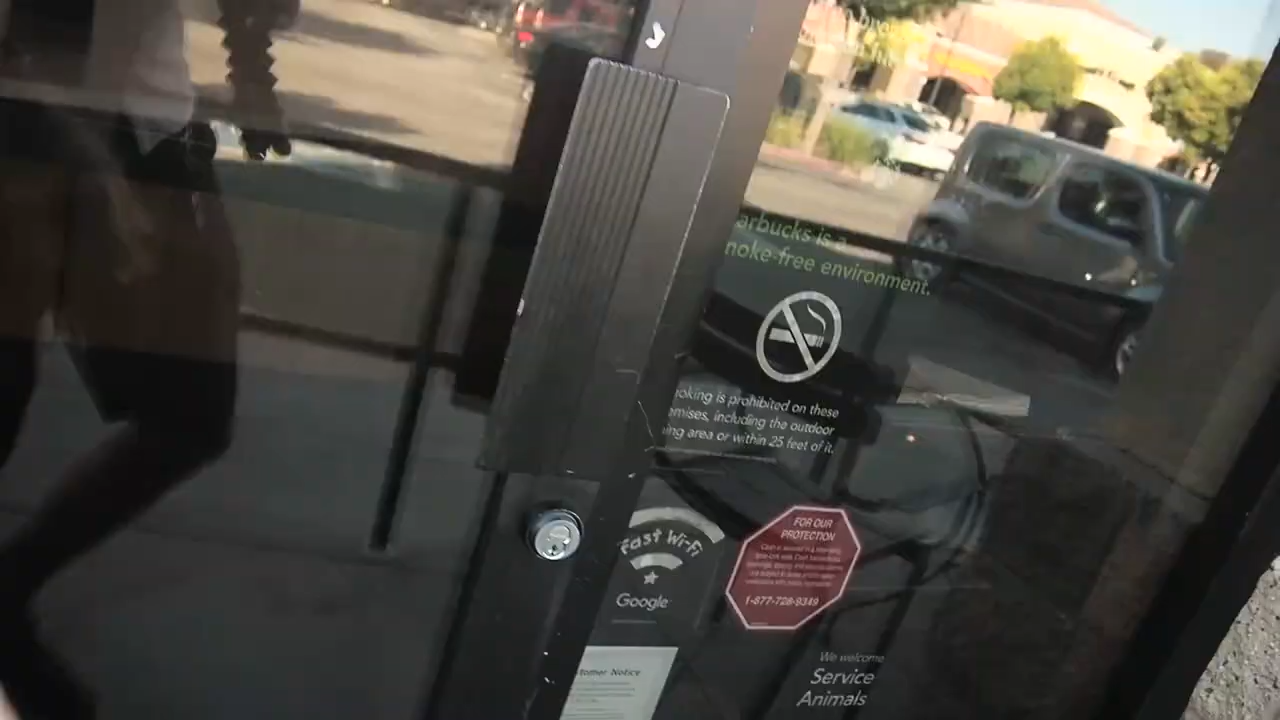 arbucks is a
noke-free environment.
oking is prohibited on these
emises, including the outdoor
ing area or within 25 feet of it.
Fast Wi-Fi
Google
FOR OUR
PROTECTION
1-877-728-9349
tomer Notice
We welcome
Service
Animals